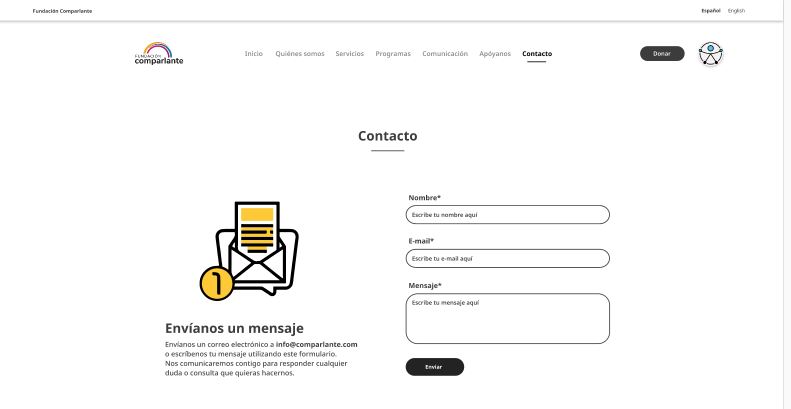 Fundación Comparlante
Español English
FUNDACIÓN
comparlante
Inicio Quiénes somos Servicios Programas Comunicación Apóyanos Contacto
Donar
Contacto
Nombre*
Escribe tu nombre aquí
E-mail*
Escribe tu e-mail aquí
Mensaje*
Escribe tu mensaje aquí
Enviar
1
Envíanos un mensaje
Envíanos un correo electrónico a info@comparlante.com
o escríbenos tu mensaje utilizando este formulario.
Nos comunicaremos contigo para responder cualquier
duda o consulta que quieras hacernos.